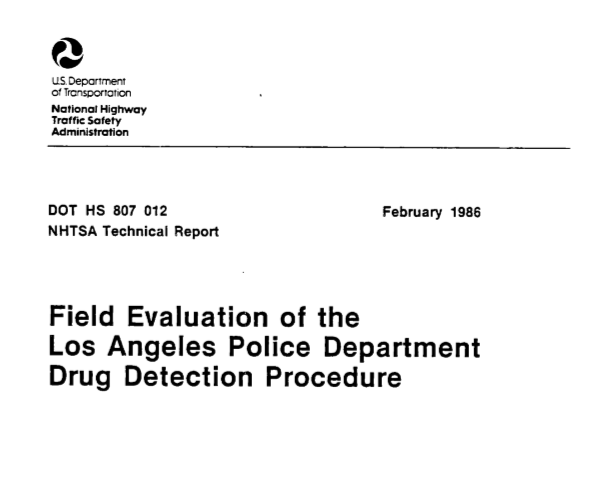 U.S. Department
of Transportation
National Highway
Traffic Safety
Administration
DOT HS 807 012 February 1986
NHTSA Technical Report
Field Evaluation of the
Los Angeles Police Department
Drug Detection Procedure